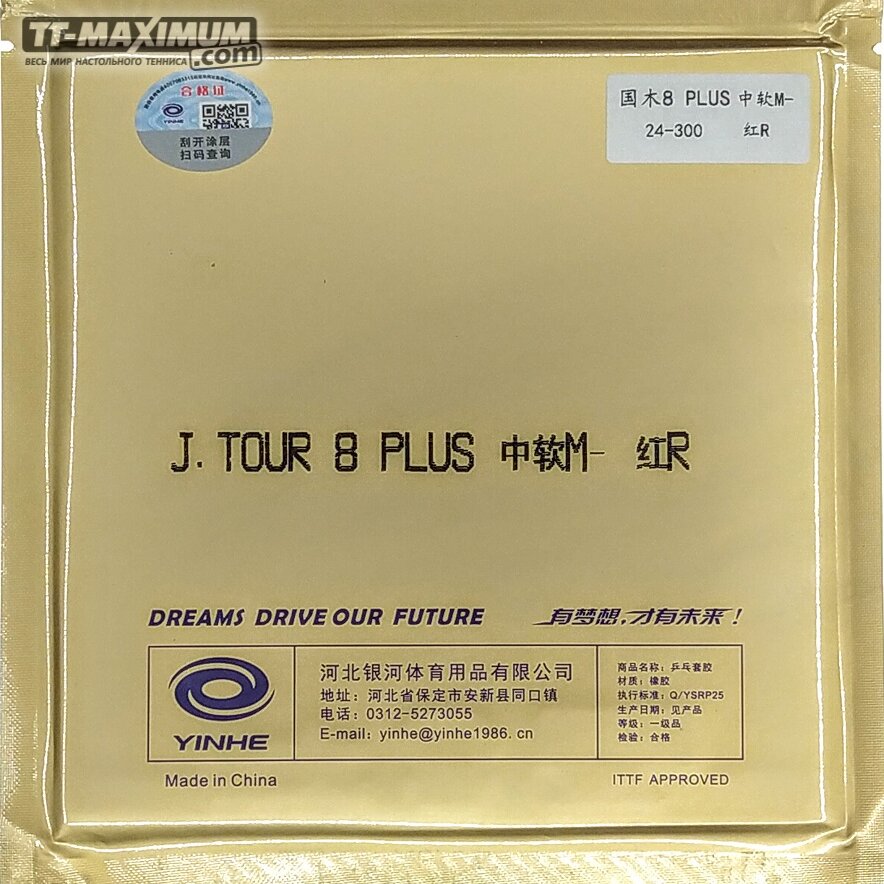 TT-MAXIMUM
.com
ВЕСЬ МИР НАСТОЛЬНОГО ТЕННИСА
合格证
YINHE
刮开涂层
扫码查询
国木8 PLUS 中软M-
24-300 红R
J. TOUR 8 PLUS 中软M- 红R
DREAMS DRIVE OUR FUTURE
有梦想,才有未来!
YINHE
河北银河体育用品有限公司
地址: 河北省保定市安新县同口镇
电话: 0312-5273055
E-mail: yinhe@yinhe1986.cn
商品名称: 乒乓套胶
材质: 橡胶
执行标准: Q/YSRP25
生产日期: 见产品
等级: 一级品
检验: 合格
Made in China
ITTF APPROVED